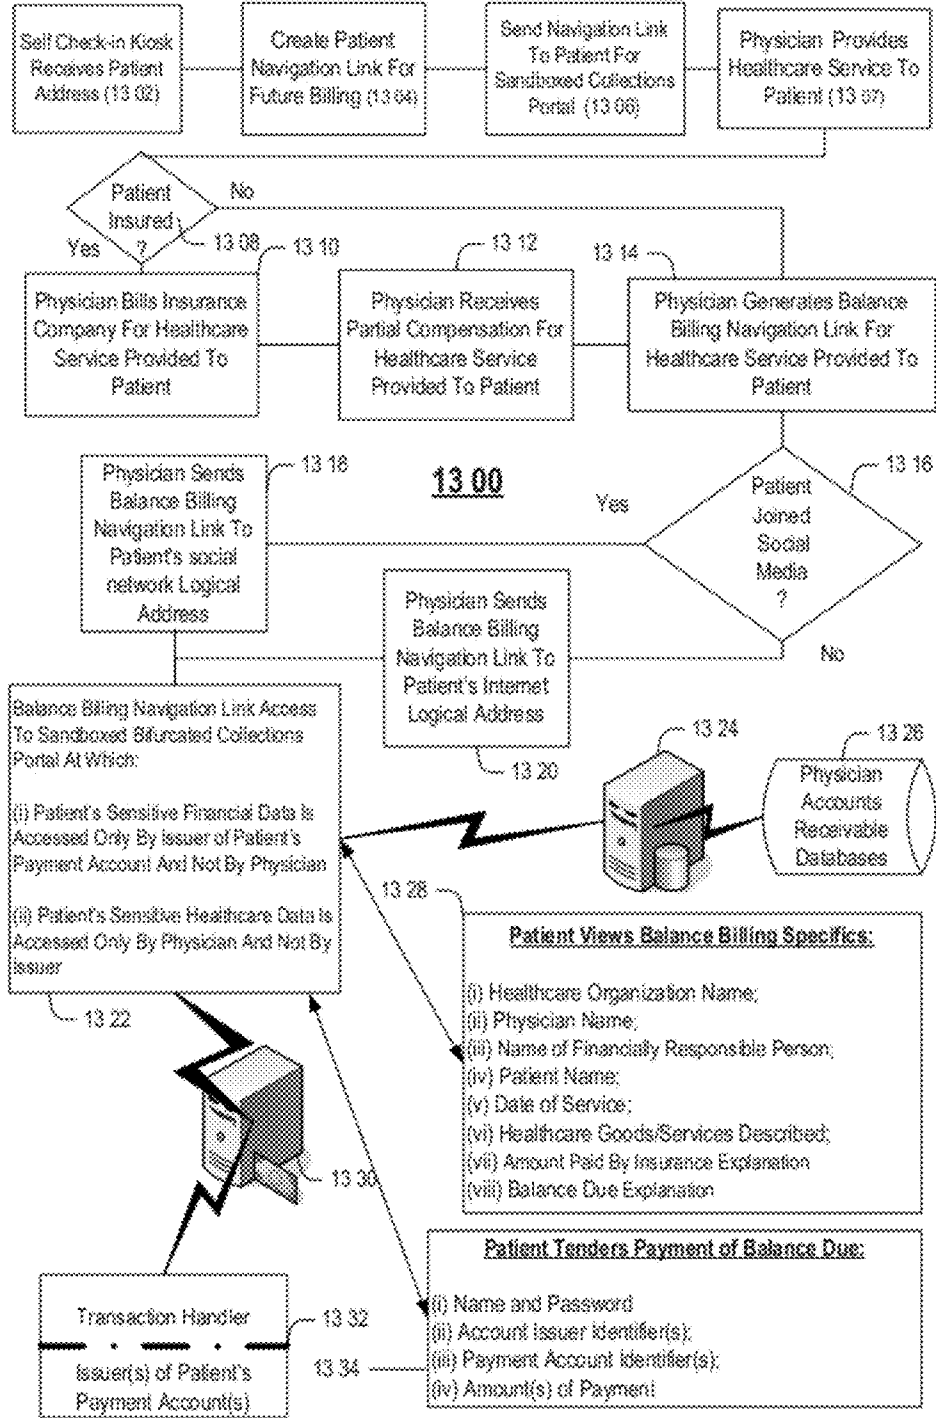 Self Check-in Kiosk
Receives Patient
Address (13 02)
Create Patient
Navigation Link For
Future Billing (13 04)
Send Navigation Link
To Patient For
Sandboxed Collections
Portal (13 06)
Physician Provides
Healthcare Service To
Patient (13 07)
Patient
Insured
?
No
Yes
13 08
13 10
13 12
13 14
Physician Bills Insurance
Company For Healthcare
Service Provided To
Patient
Physician Receives
Partial Compensation For
Healthcare Service
Provided To Patient
Physician Generates Balance
Billing Navigation Link For
Healthcare Service Provided To
Patient
Physician Sends
Balance Billing
Navigation Link To
Patient's social
network Logical
Address
13 18
13 00
Yes
Patient
Joined
Social
Media
?
13 16
No
Physician Sends
Balance Billing
Navigation Link To
Patient's Internet
Logical Address
13 20
Balance Billing Navigation Link Access
To Sandboxed Bifurcated Collections
Portal At Which:
(i) Patient's Sensitive Financial Data Is
Accessed Only By Issuer of Patient's
Payment Account And Not By Physician
(ii) Patient's Sensitive Healthcare Data Is
Accessed Only By Physician And Not By
Issuer
13 22
13 24
13 26
Physician
Accounts
Receivable
Databases
13 28
Patient Views Balance Billing Specifics:
(i) Healthcare Organization Name;
(ii) Physician Name;
(iii) Name of Financially Responsible Person;
(iv) Patient Name;
(v) Date of Service;
(vi) Healthcare Goods/Services Described;
(vii) Amount Paid By Insurance Explanation
(viii) Balance Due Explanation
13 30
Transaction Handler
Issuer(s) of Patient's
Payment Account(s)
13 32
13 34
Patient Tenders Payment of Balance Due:
(i) Name and Password
(ii) Account Issuer Identifier(s);
(iii) Payment Account Identifier(s);
(iv) Amount(s) of Payment